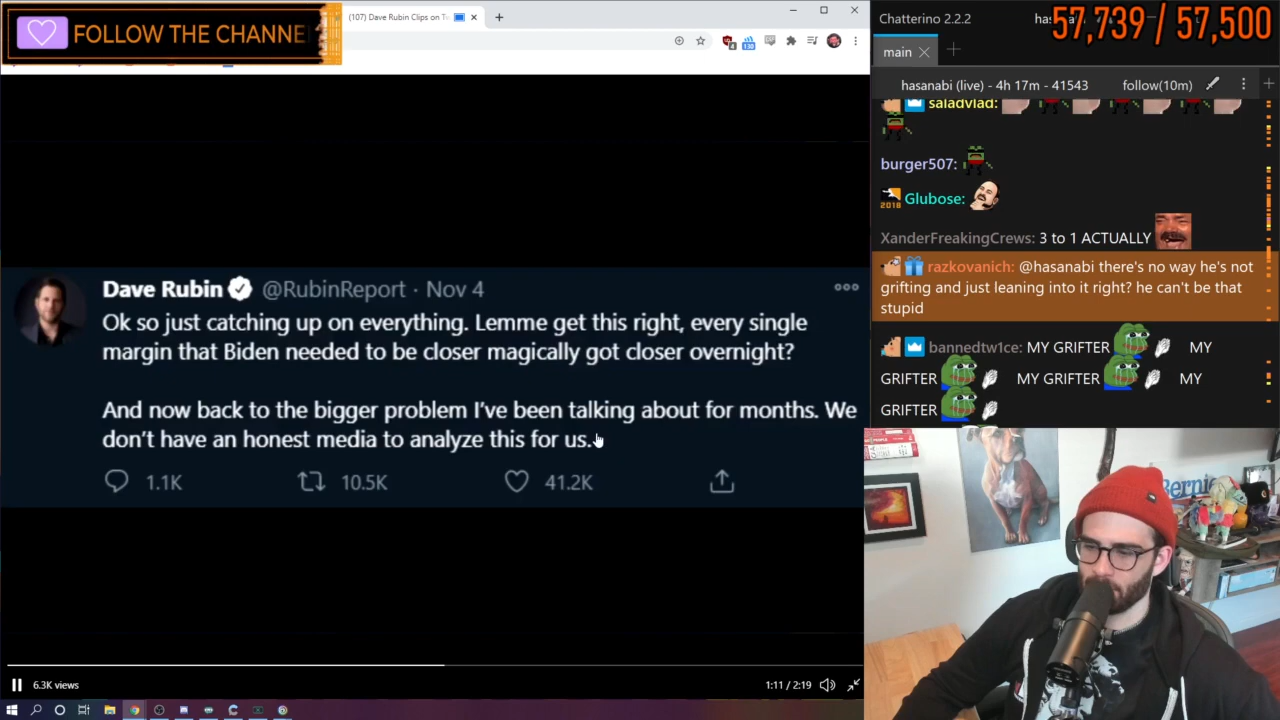 FOLLOW THE CHANNE
(107) Dave Rubin Clips on Tw
Dave Rubin @RubinReport · Nov 4
Ok so just catching up on everything. Lemme get this right, every single
margin that Biden needed to be closer magically got closer overnight?
And now back to the bigger problem I've been talking about for months. We
don't have an honest media to analyze this for us.
1.1K 10.5K 41.2K
6.3K views
1:11 / 2:19
Chatterino 2.2.2
57,739 / 57,500
main
hasanabi (live) - 4h 17m - 41543
follow(10m)
saladvlad:
burger507:
2018 Glubose:
XanderFreakingCrews: 3 to 1 ACTUALLY
razkovanich: @hasanabi there's no way he's not
grifting and just leaning into it right? he can't be that
stupid
bannedtw1ce: MY GRIFTER MY
GRIFTER MY GRIFTER MY
GRIFTER
Bernie